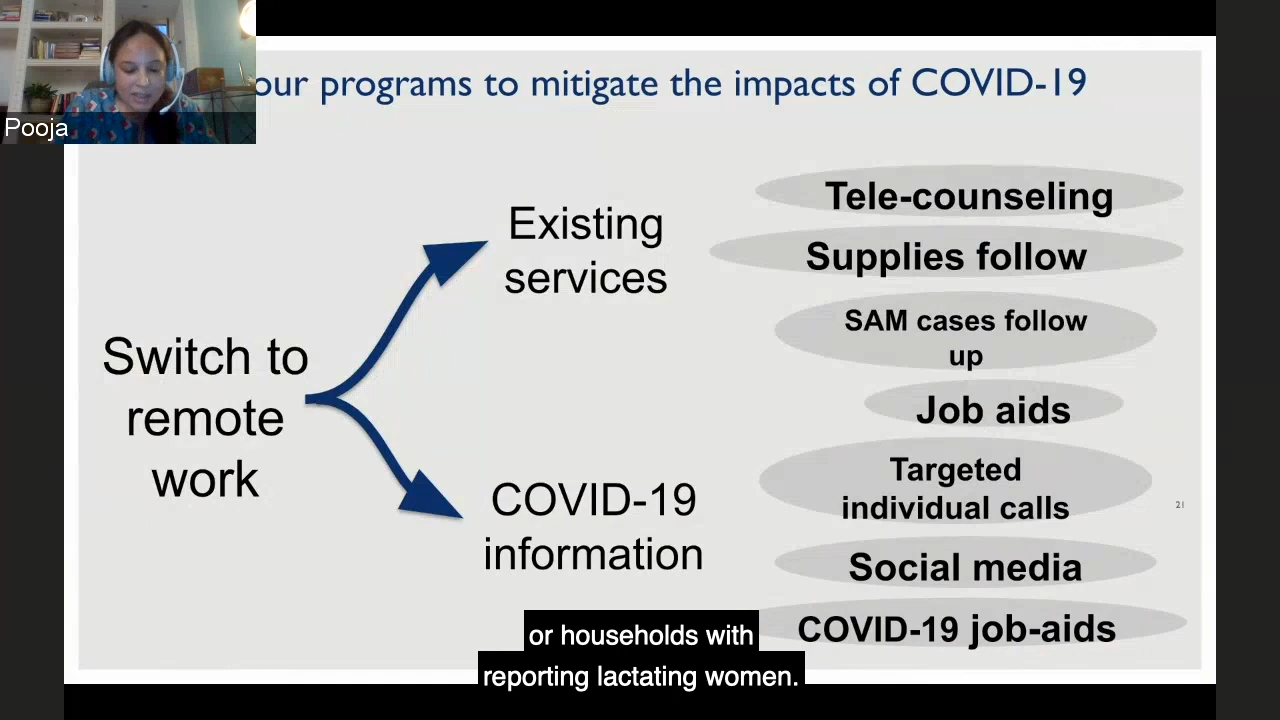 our programs to mitigate the impacts of COVID-19
Pooja
Switch to
remote
work
Existing
services
COVID-19
information
Tele-counseling
Supplies follow
SAM cases follow
up
Job aids
Targeted
individual calls
21
Social media
COVID-19 job-aids
or households with
reporting lactating women.